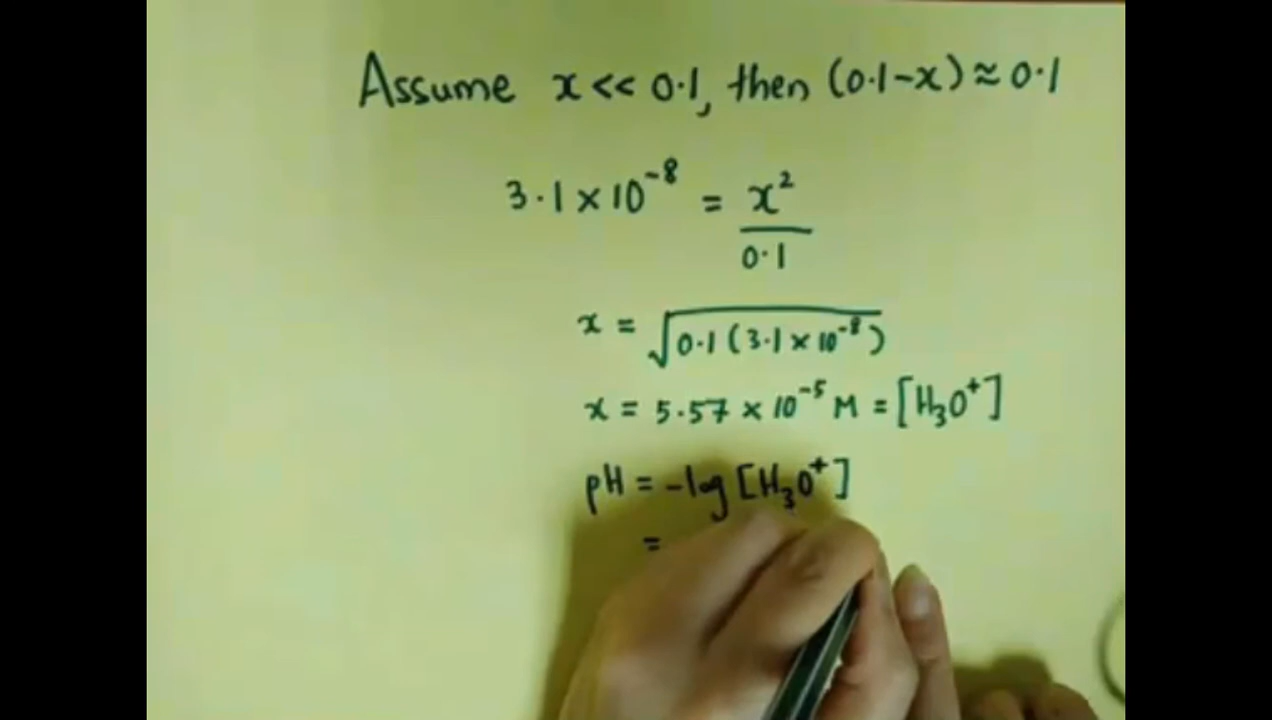 Assume x << 0.1, then (0.1-x) ≈ 0.1
3.1 × 10⁻⁸ = x²/0.1
x = √(0.1 (3.1 × 10⁻⁸))
x = 5.57 × 10⁻⁵ M = [H₃O⁺]
pH = -log [H₃O⁺]
=